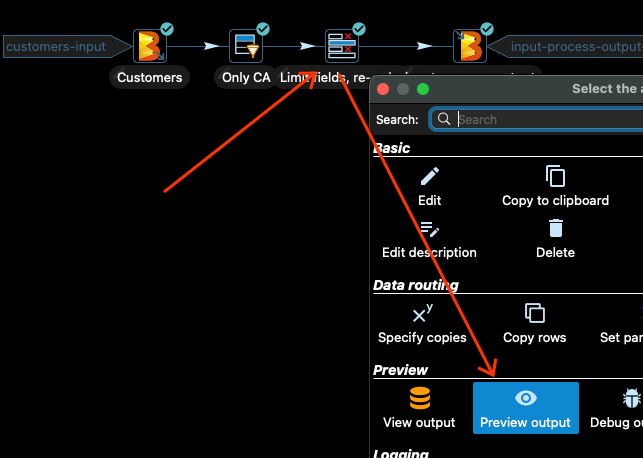 customers-input
input-process-output
Customers
Only CA
Limit fields, re-
Select the a
Search:
Search
Basic
Edit
Copy to clipboard
Edit description
Delete
Data routing
xy
Specify copies
Copy rows
Set par
Preview
View output
Preview output
Debug ou
Logging